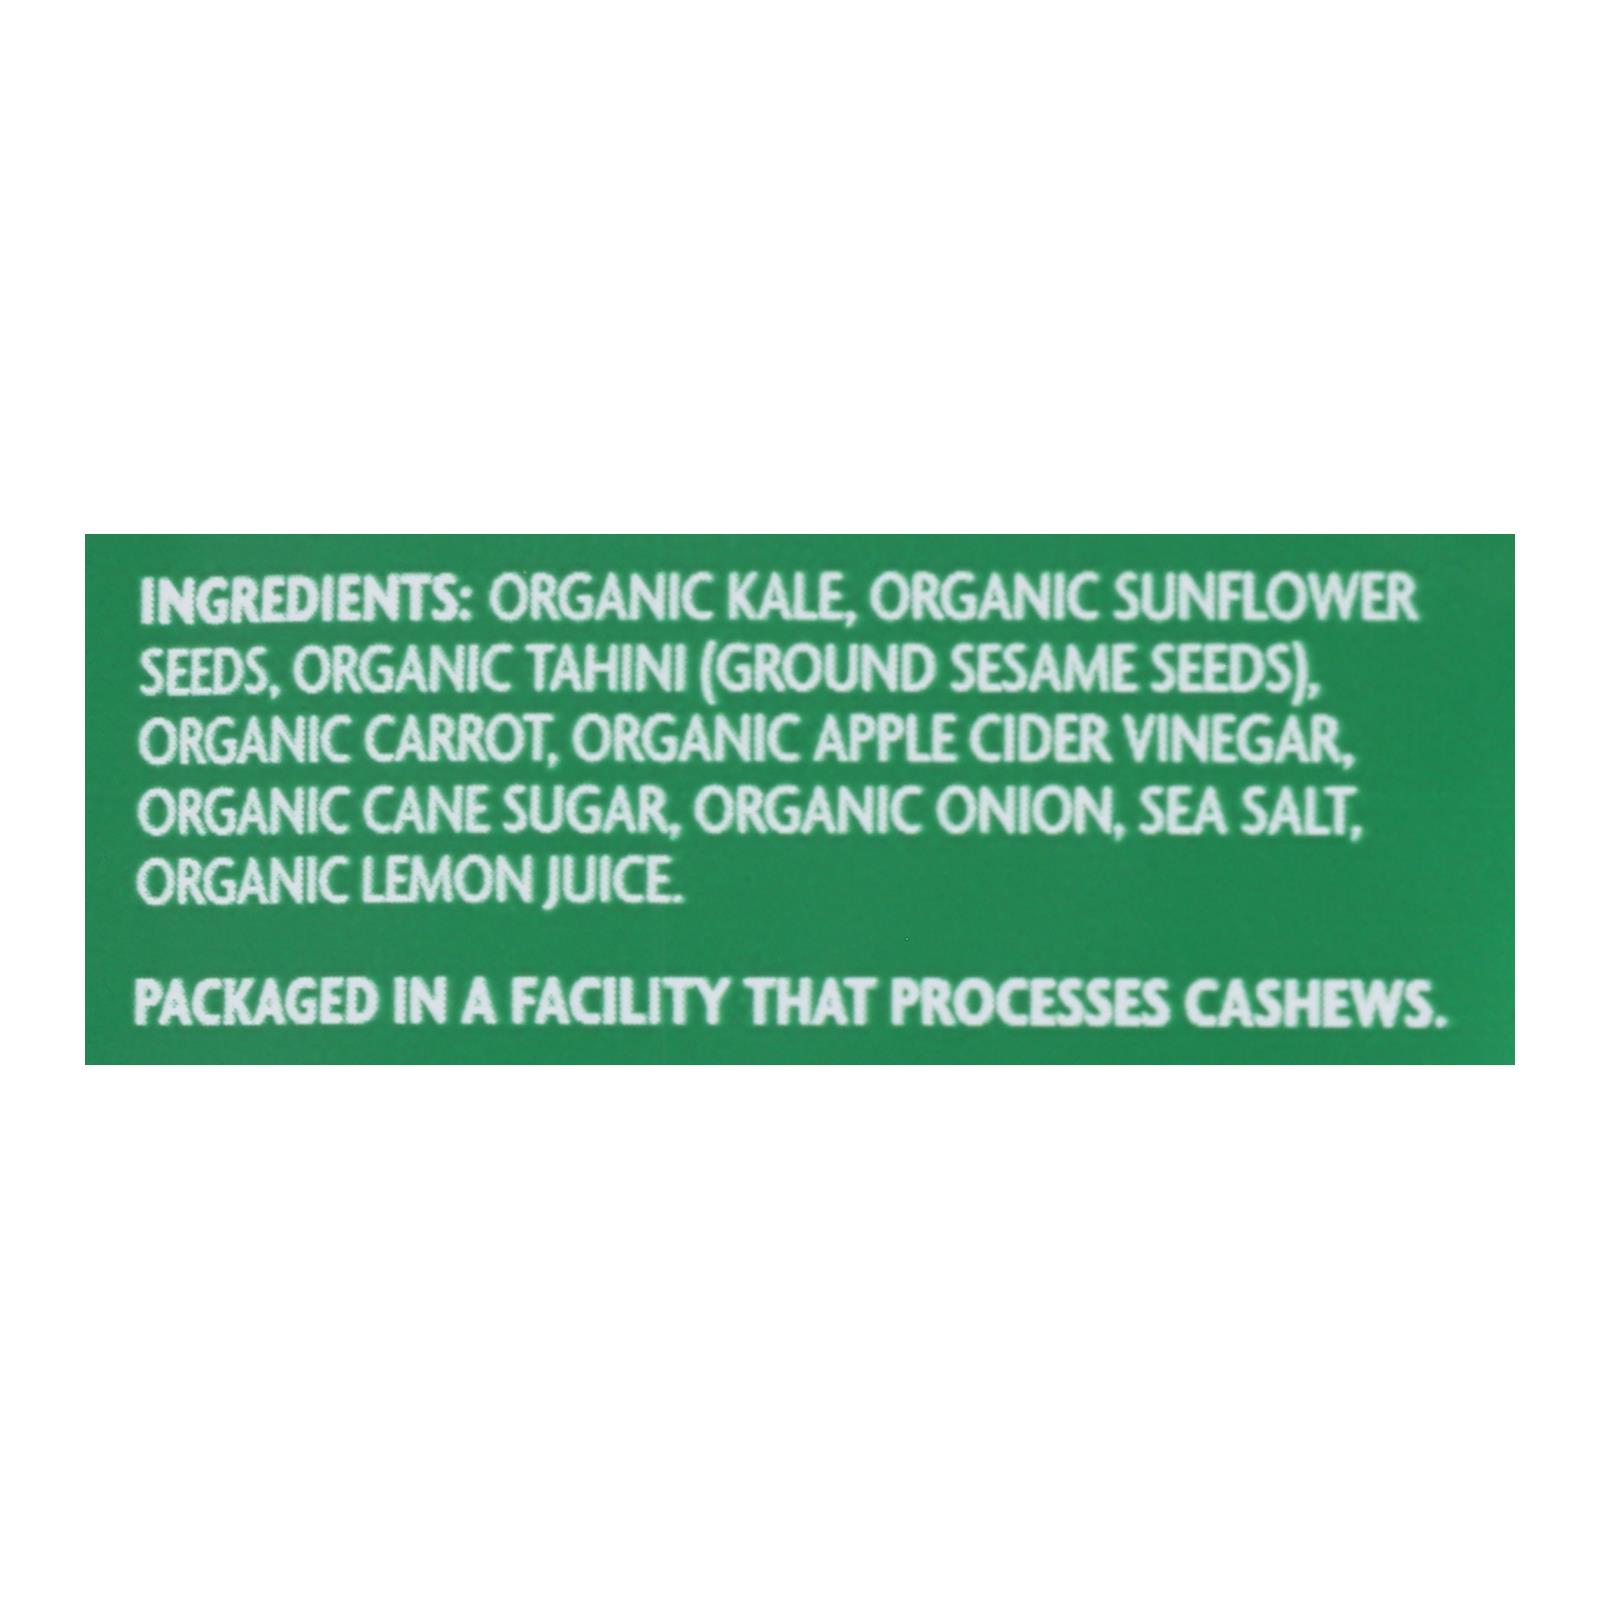 INGREDIENTS: ORGANIC KALE, ORGANIC SUNFLOWER
SEEDS, ORGANIC TAHINI (GROUND SESAME SEEDS),
ORGANIC CARROT, ORGANIC APPLE CIDER VINEGAR,
ORGANIC CANE SUGAR, ORGANIC ONION, SEA SALT,
ORGANIC LEMON JUICE.
PACKAGED IN A FACILITY THAT PROCESSES CASHEWS.